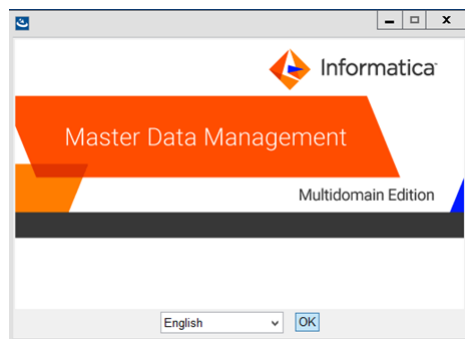 Informatica
Master Data Management
Multidomain Edition
English
OK